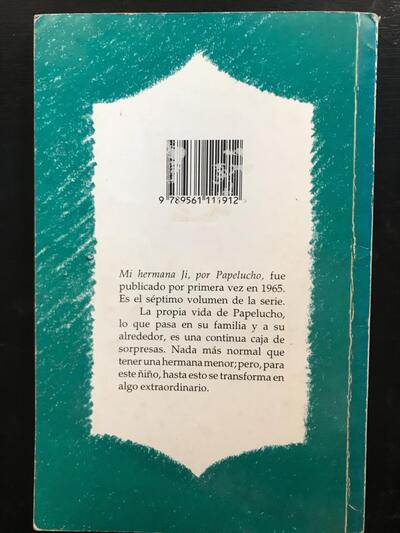 9 789561 111912
Mi hermana Ji, por Papelucho, fue
publicado por primera vez en 1965.
Es el séptimo volumen de la serie.
La propia vida de Papelucho,
lo que pasa en su familia y a su
alrededor, es una continua caja de
sorpresas. Nada más normal que
tener una hermana menor; pero, para
este ñiño, hasta esto se transforma en
algo extraordinario.